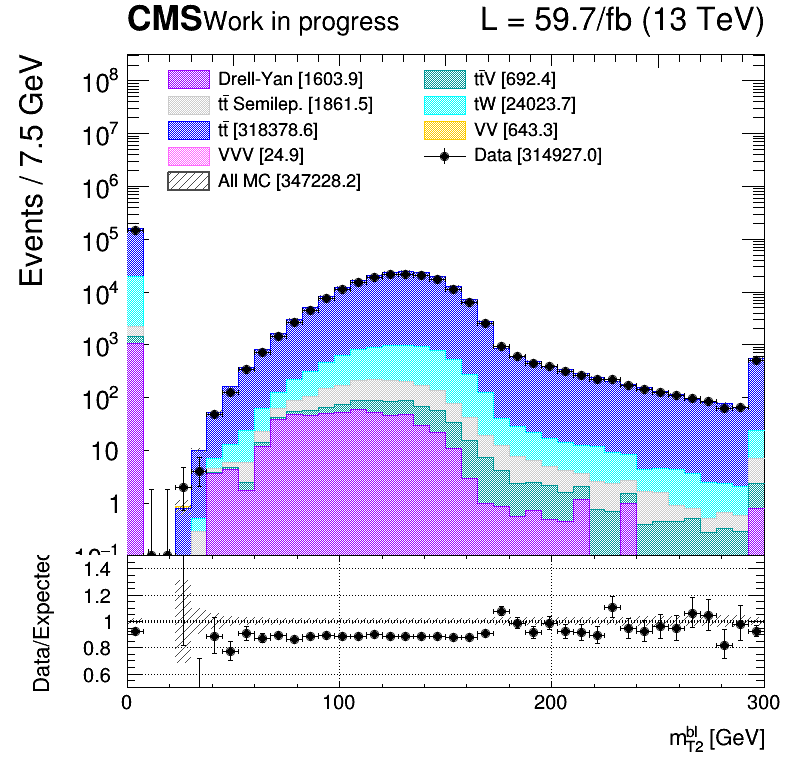 CMS Work in progress L = 59.7/fb (13 TeV)
Events / 7.5 GeV
Drell-Yan [1603.9]
tt̄V [692.4]
tt̄ Semilep. [1861.5]
tW [24023.7]
tt̄ [318378.6]
VV [643.3]
VVV [24.9]
Data [314927.0]
All MC [347228.2]
10⁸
10⁷
10⁶
10⁵
10⁴
10³
10²
10
1
10⁻¹
Data/Expected
1.4
1.2
1
0.8
0.6
0 100 200 300
m_{T2}^{bl} [GeV]